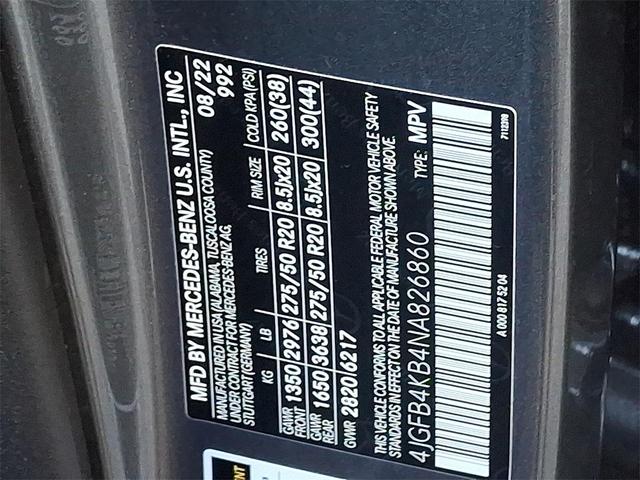 MFD BY MERCEDES-BENZ U.S. INTL., INC
MANUFACTURED IN USA (ALABAMA, TUSCALOOSA COUNTY) 08/22
UNDER CONTRACT FOR MERCEDES-BENZ AG, 992
STUTTGART (GERMANY)
KG LB TIRES RIM SIZE COLD KPA (PSI)
GAWR FRONT 1350 2976 275/50 R20 8.5Jx20 260(38)
GAWR REAR 1650 3638 275/50 R20 8.5Jx20 300(44)
GVWR 2820 6217
THIS VEHICLE CONFORMS TO ALL APPLICABLE FEDERAL MOTOR VEHICLE SAFETY
STANDARDS IN EFFECT ON THE DATE OF MANUFACTURE SHOWN ABOVE.
4JGFB4KB4NA826860 TYPE: MPV
A 000 817 52 04 7112370